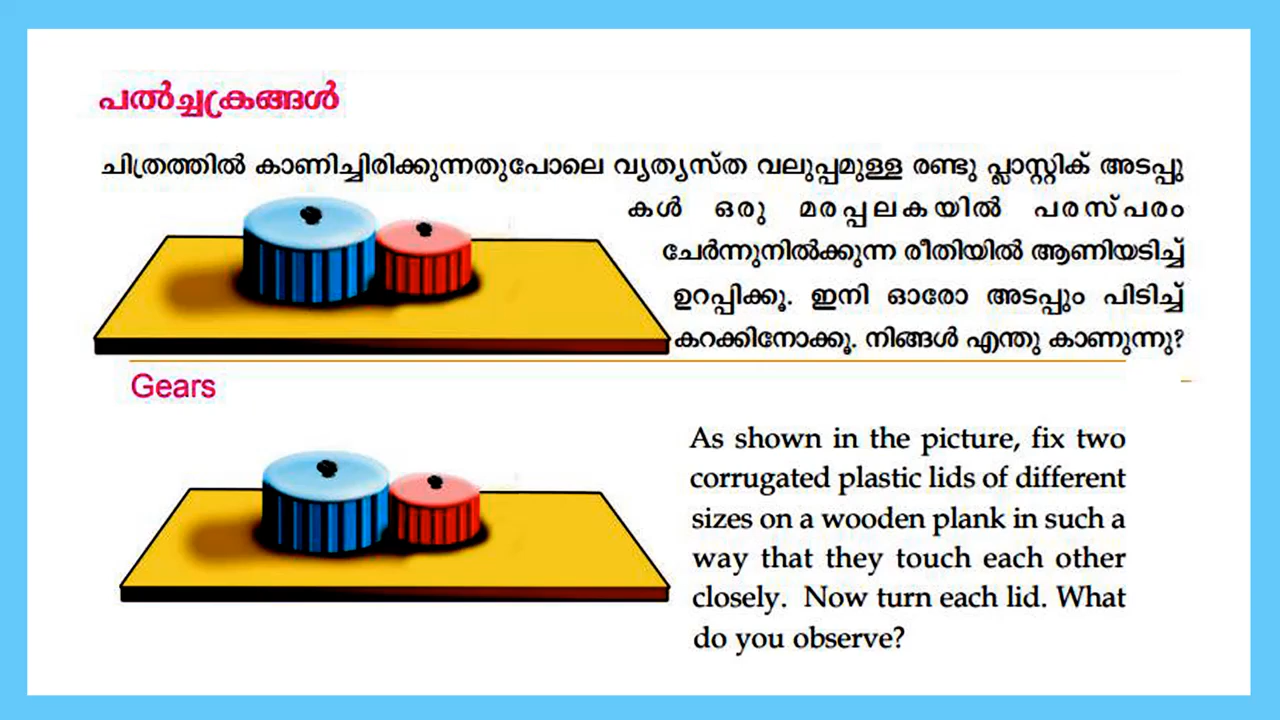 പൽച്ചക്രങ്ങൾ
ചിത്രത്തിൽ കാണിച്ചിരിക്കുന്നതുപോലെ വ്യത്യസ്ത വലുപ്പമുള്ള രണ്ടു പ്ലാസ്റ്റിക് അടപ്പു
കൾ ഒരു മരപ്പലകയിൽ പരസ്പരം
ചേർന്നുനിൽക്കുന്ന രീതിയിൽ ആണിയടിച്ച്
ഉറപ്പിക്കൂ. ഇനി ഓരോ അടപ്പും പിടിച്ച്
കറക്കിനോക്കൂ. നിങ്ങൾ എന്തു കാണുന്നു?
Gears
As shown in the picture, fix two
corrugated plastic lids of different
sizes on a wooden plank in such a
way that they touch each other
closely. Now turn each lid. What
do you observe?